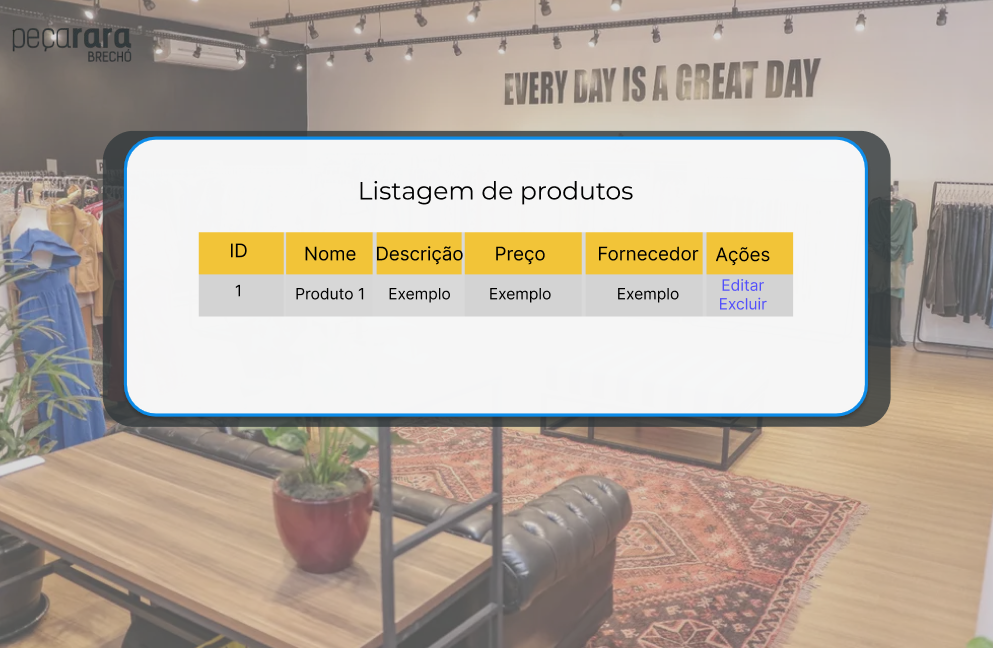 peçarara
BRECHÓ
EVERY DAY IS A GREAT DAY
Listagem de produtos
ID Nome Descrição Preço Fornecedor Ações
1 Produto 1 Exemplo Exemplo Exemplo Editar
Excluir